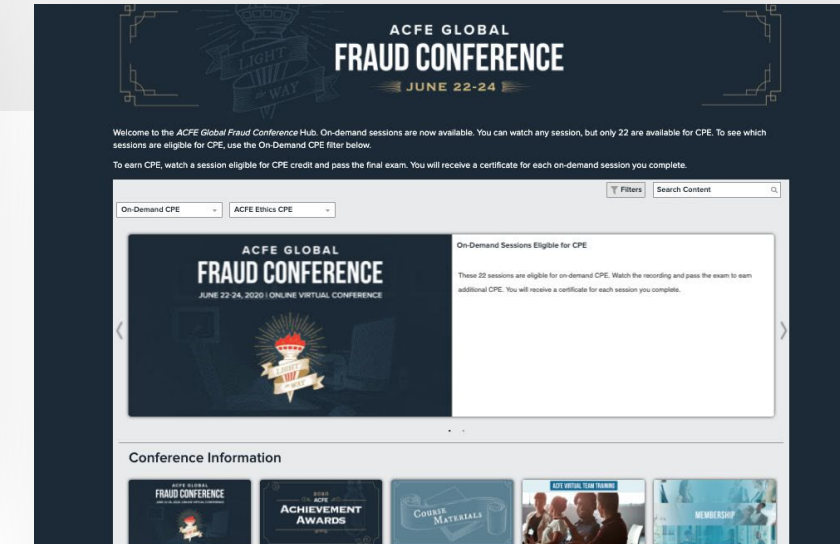 LIGHT
the WAY
ACFE GLOBAL
FRAUD CONFERENCE
JUNE 22-24
Welcome to the ACFE Global Fraud Conference Hub. On-demand sessions are now available. You can watch any session, but only 22 are available for CPE. To see which
sessions are eligible for CPE, use the On-Demand CPE filter below.
To earn CPE, watch a session eligible for CPE credit and pass the final exam. You will receive a certificate for each on-demand session you complete.
Filters
Search Content
On-Demand CPE
ACFE Ethics CPE
ACFE GLOBAL
FRAUD CONFERENCE
JUNE 22-24, 2020 | ONLINE VIRTUAL CONFERENCE
LIGHT
the WAY
On-Demand Sessions Eligible for CPE
These 22 sessions are eligible for on-demand CPE. Watch the recording and pass the exam to earn
additional CPE. You will receive a certificate for each session you complete.
Conference Information
ACFE GLOBAL
FRAUD CONFERENCE
2020
ACFE
ACHIEVEMENT
AWARDS
COURSE
MATERIALS
ACFE VIRTUAL TEAM TRAINING
MEMBERSHIP